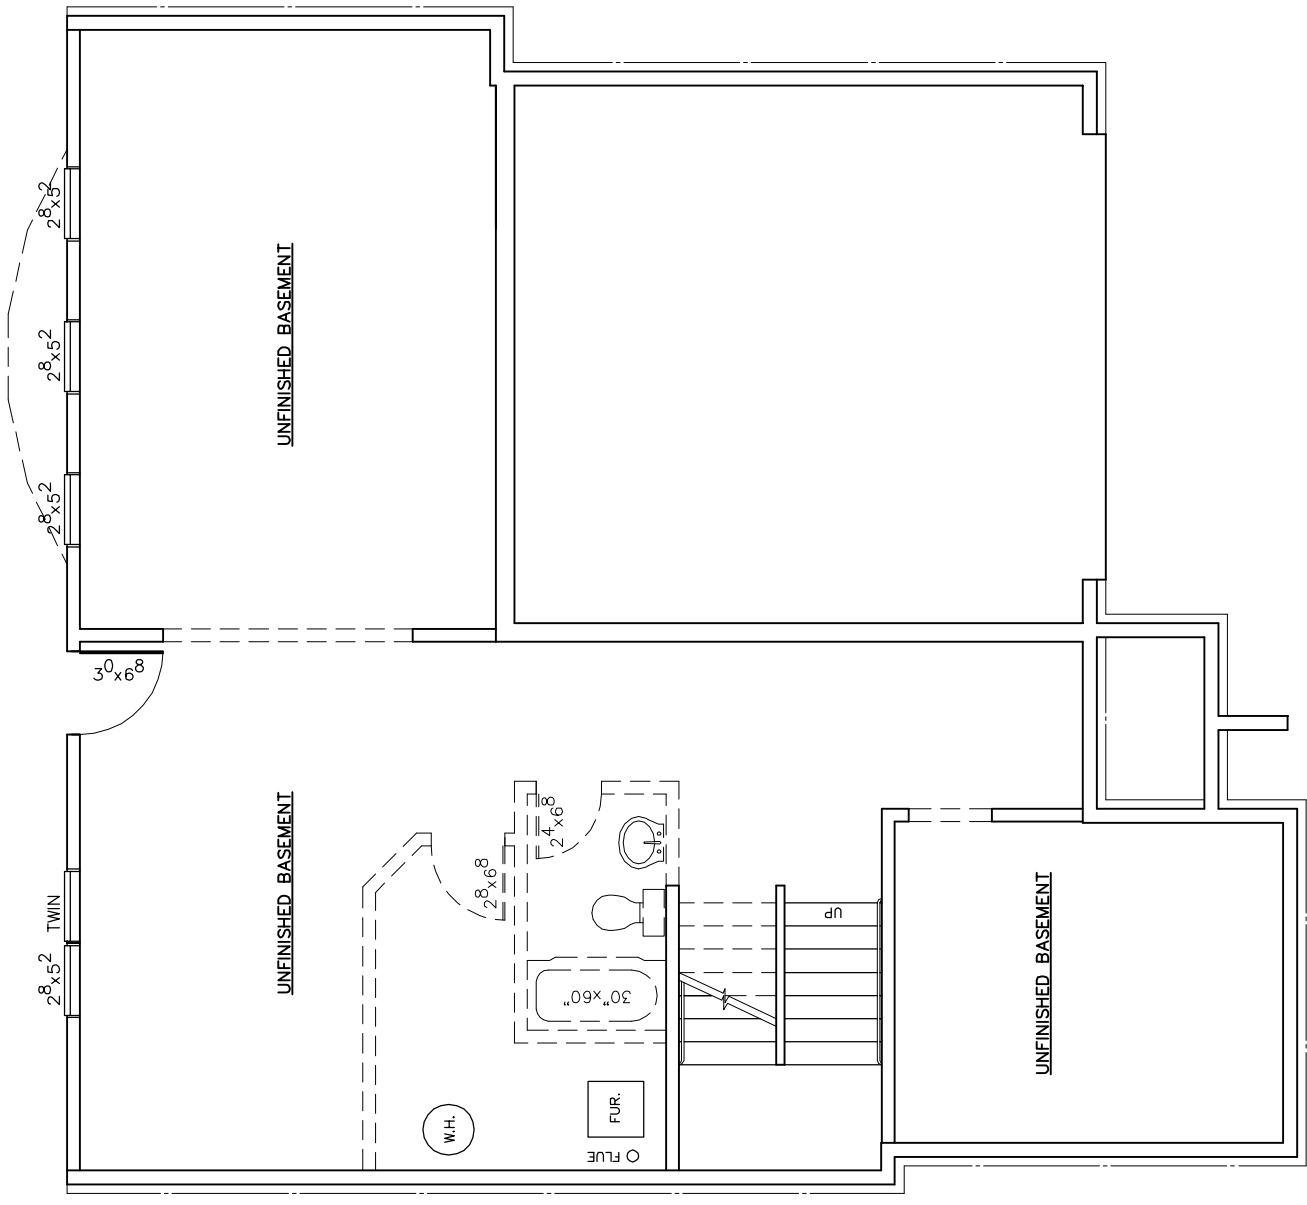 2⁸x5²
2⁸x5²
2⁸x5²
UNFINISHED BASEMENT
3⁰x6⁸
TWIN
2⁸x5²
UNFINISHED BASEMENT
2⁴x6⁸
2⁸x6⁸
30"x60"
UP
W.H.
FUR.
FLUE
UNFINISHED BASEMENT